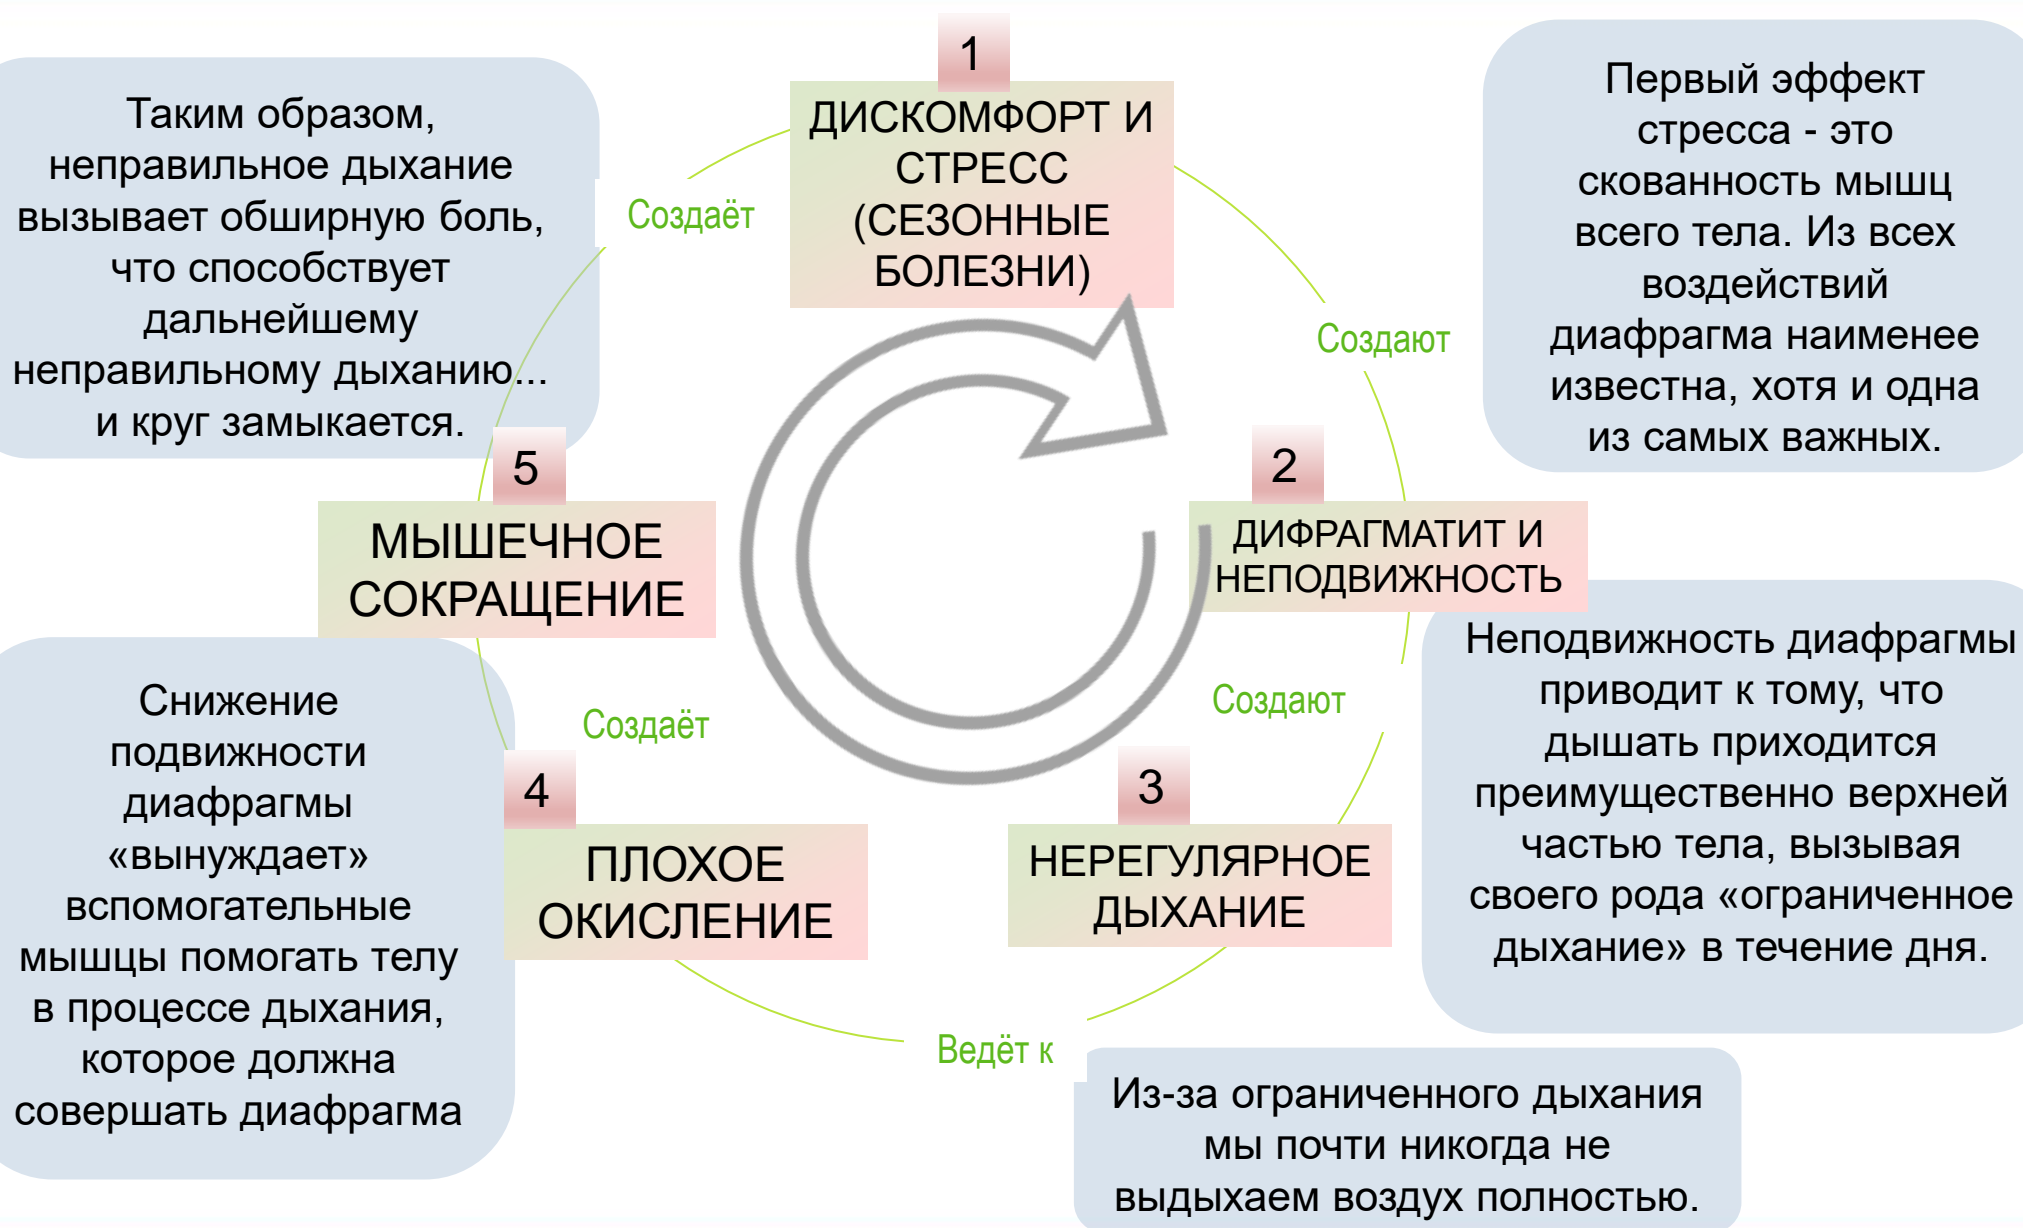 1
ДИСКОМФОРТ И
СТРЕСС
(СЕЗОННЫЕ
БОЛЕЗНИ)
Создают
Первый эффект
стресса - это
скованность мышц
всего тела. Из всех
воздействий
диафрагма наименее
известна, хотя и одна
из самых важных.
2
ДИФРАГМАТИТ И
НЕПОДВИЖНОСТЬ
Создают
Неподвижность диафрагмы
приводит к тому, что
дышать приходится
преимущественно верхней
частью тела, вызывая
своего рода «ограниченное
дыхание» в течение дня.
3
НЕРЕГУЛЯРНОЕ
ДЫХАНИЕ
Ведёт к
Из-за ограниченного дыхания
мы почти никогда не
выдыхаем воздух полностью.
4
ПЛОХОЕ
ОКИСЛЕНИЕ
Создаёт
Снижение
подвижности
диафрагмы
«вынуждает»
вспомогательные
мышцы помогать телу
в процессе дыхания,
которое должна
совершать диафрагма
5
МЫШЕЧНОЕ
СОКРАЩЕНИЕ
Создаёт
Таким образом,
неправильное дыхание
вызывает обширную боль,
что способствует
дальнейшему
неправильному дыханию...
и круг замыкается.